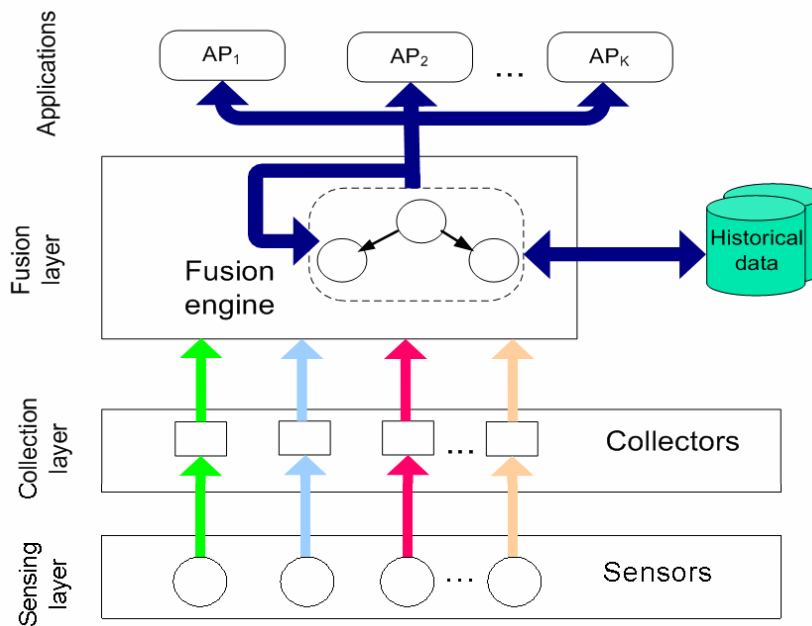 Applications
AP₁
AP₂
...
APₖ
Fusion
layer
Fusion
engine
Historical
data
Collection
layer
...
Collectors
Sensing
layer
...
Sensors